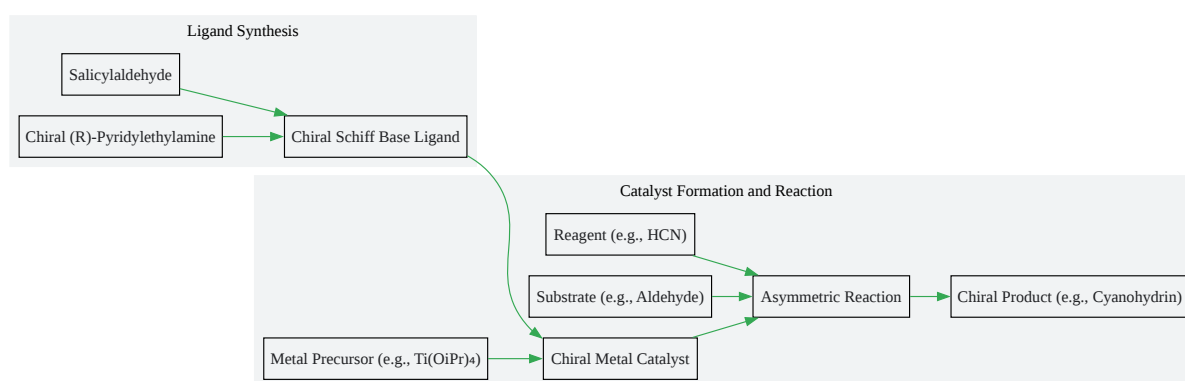 Ligand Synthesis
Salicylaldehyde
Chiral (R)-Pyridylethylamine
Chiral Schiff Base Ligand
Catalyst Formation and Reaction
Reagent (e.g., HCN)
Substrate (e.g., Aldehyde)
Asymmetric Reaction
Chiral Product (e.g., Cyanohydrin)
Metal Precursor (e.g., Ti(OiPr)₄)
Chiral Metal Catalyst